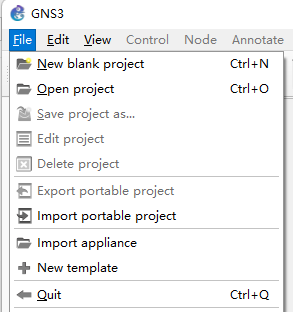 GNS3
File Edit View Control Node Annotate
New blank project Ctrl+N
Open project Ctrl+O
Save project as...
Edit project
Delete project
Export portable project
Import portable project
Import appliance
New template
Quit Ctrl+Q